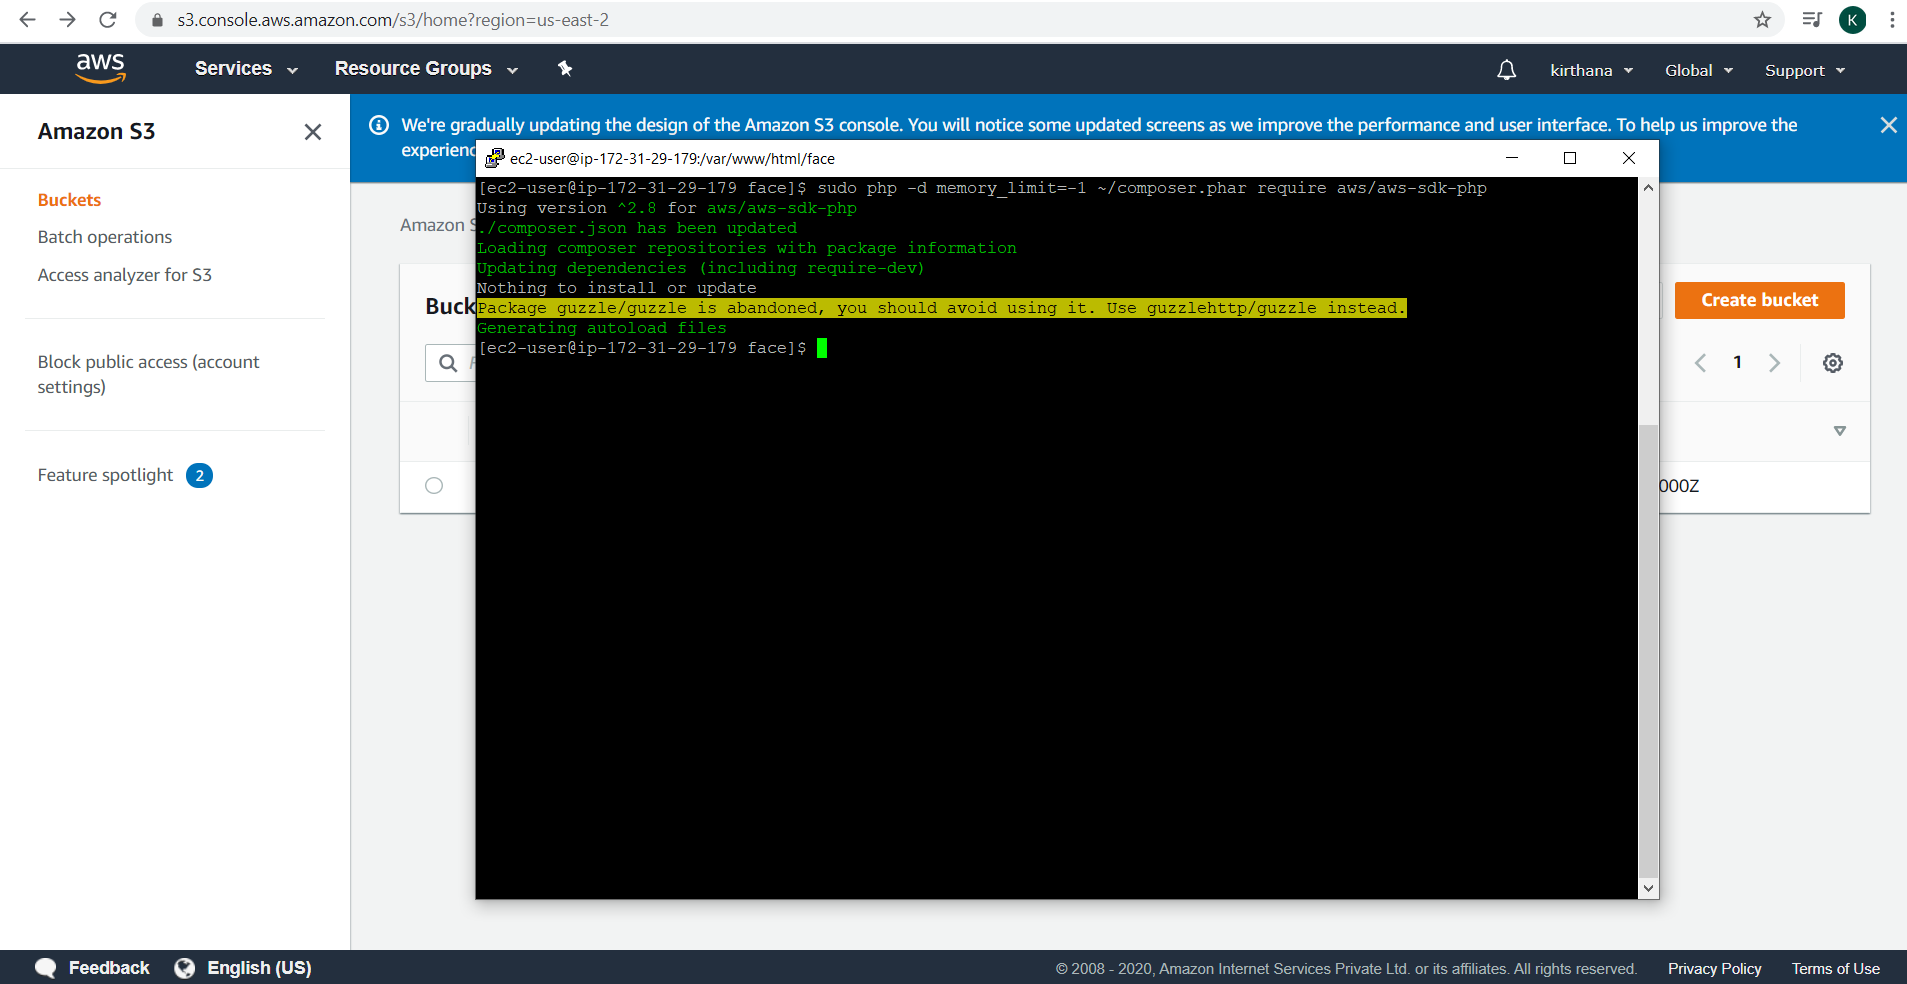 s3.console.aws.amazon.com/s3/home?region=us-east-2
K
aws
Services
Resource Groups
kirthana
Global
Support
Amazon S3
We're gradually updating the design of the Amazon S3 console. You will notice some updated screens as we improve the performance and user interface. To help us improve the
experienc
Buckets
Batch operations
Access analyzer for S3
Block public access (account
settings)
Feature spotlight 2
Amazon S
Buck
Create bucket
1
000Z
ec2-user@ip-172-31-29-179:/var/www/html/face
[ec2-user@ip-172-31-29-179 face]$ sudo php -d memory_limit=-1 ~/composer.phar require aws/aws-sdk-php
Using version ^2.8 for aws/aws-sdk-php
./composer.json has been updated
Loading composer repositories with package information
Updating dependencies (including require-dev)
Nothing to install or update
Package guzzle/guzzle is abandoned, you should avoid using it. Use guzzlehttp/guzzle instead.
Generating autoload files
[ec2-user@ip-172-31-29-179 face]$
Feedback
English (US)
© 2008 - 2020, Amazon Internet Services Private Ltd. or its affiliates. All rights reserved.
Privacy Policy
Terms of Use